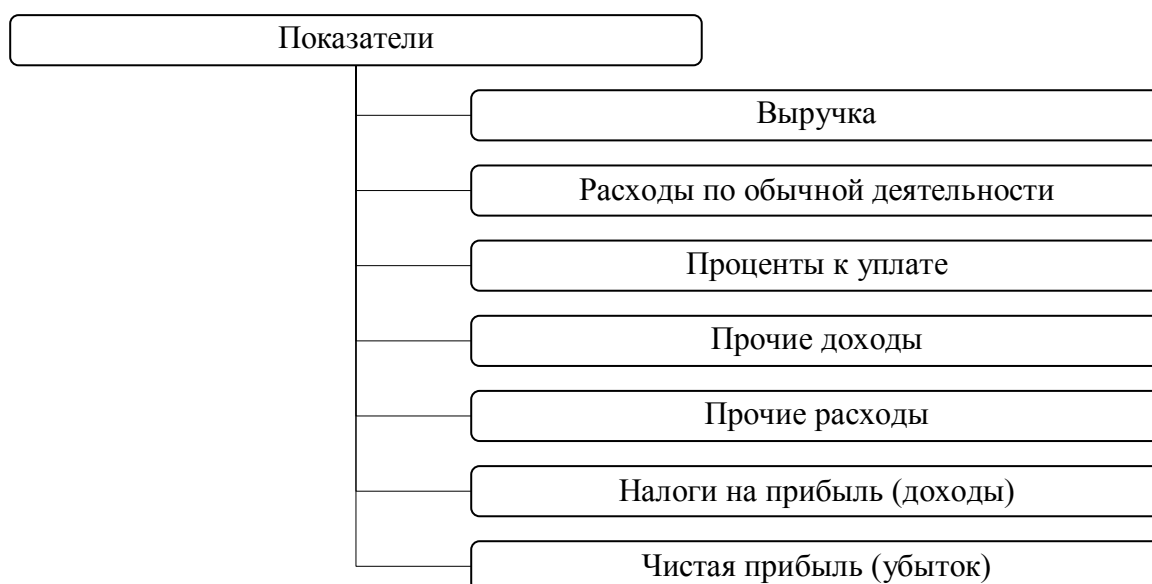 Показатели
Выручка
Расходы по обычной деятельности
Проценты к уплате
Прочие доходы
Прочие расходы
Налоги на прибыль (доходы)
Чистая прибыль (убыток)